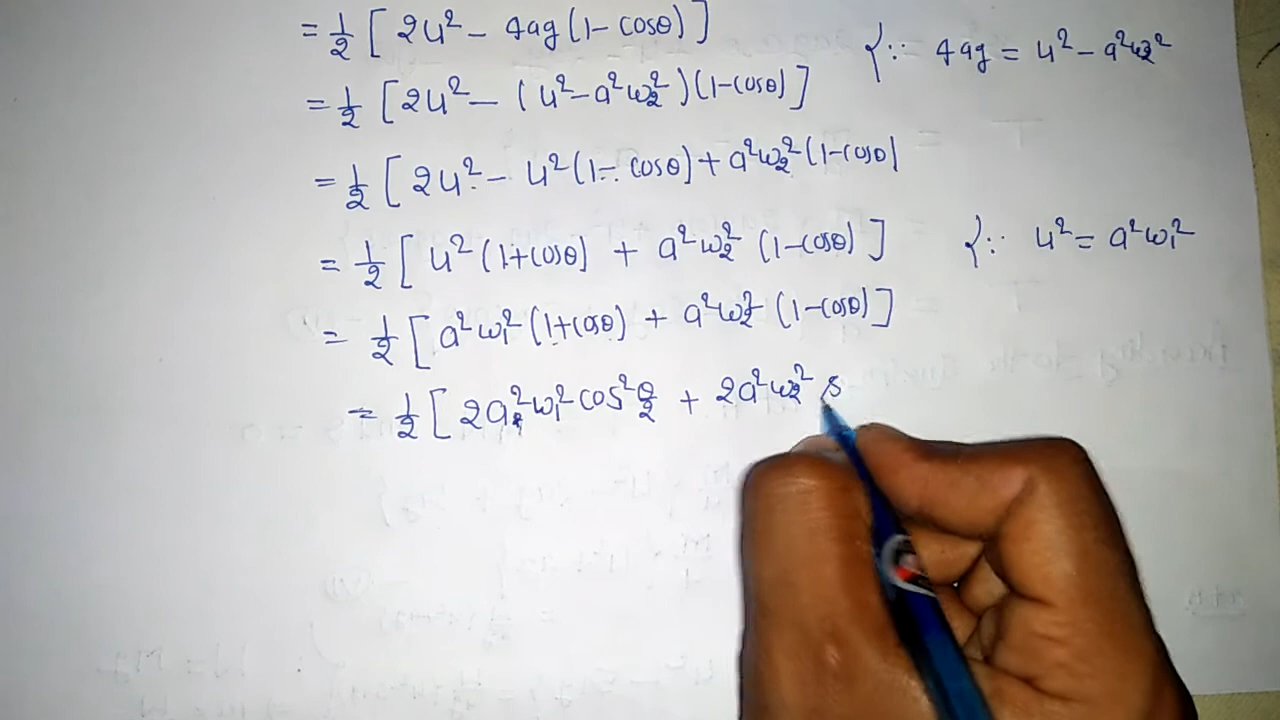 = 1/2 [ 2u² - 4ag (1- cosθ) ]
{∵ 4ag = u² - a²ω₂²
= 1/2 [ 2u² - (u² - a²ω₂²)(1-cosθ) ]
= 1/2 [ 2u² - u²(1- cosθ) + a²ω₂² (1-cosθ)
= 1/2 [ u² (1+cosθ) + a²ω₂² (1-cosθ) ]
{∵ u² = a²ω₁²
= 1/2 [ a²ω₁² (1+cosθ) + a²ω₂² (1-cosθ) ]
= 1/2 [ 2a²ω₁² cos² θ/2 + 2a²ω₂² s